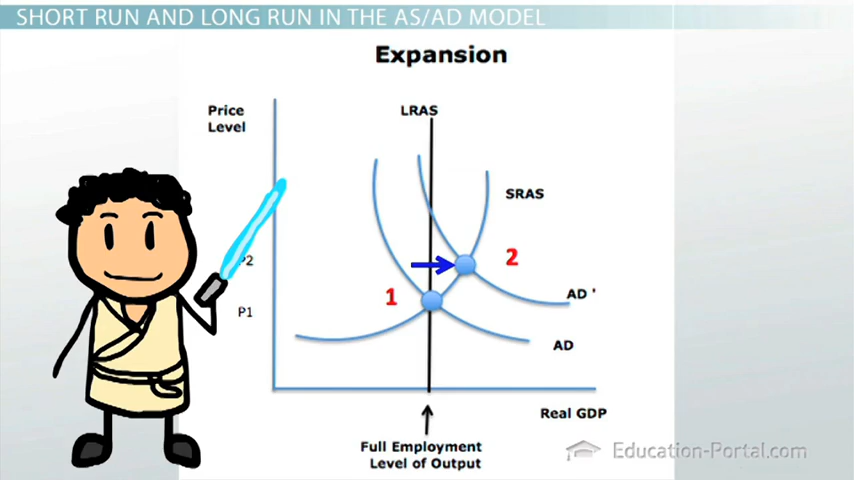 SHORT RUN AND LONG RUN IN THE AS/AD MODEL
Expansion
Price
Level
LRAS
SRAS
P2
2
1
AD '
P1
AD
Real GDP
Full Employment
Level of Output
Education-Portal.com